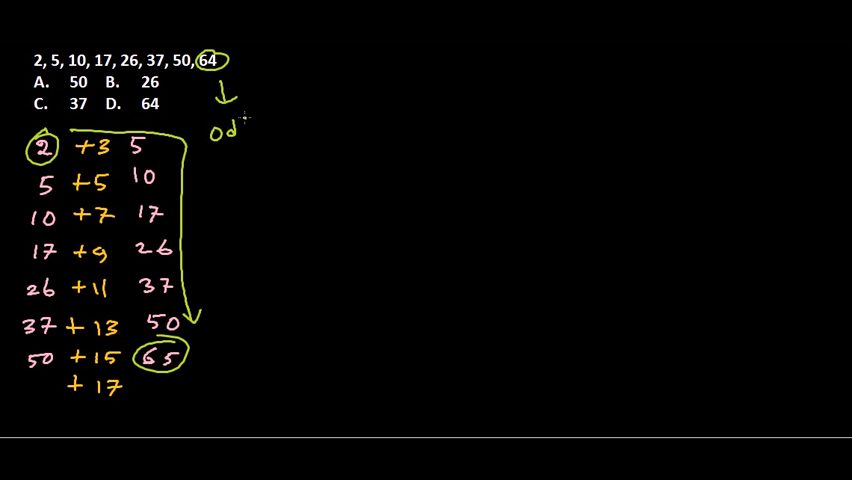 2, 5, 10, 17, 26, 37, 50, 64
A. 50 B. 26
C. 37 D. 64
od
2 +3 5
5 +5 10
10 +7 17
17 +9 26
26 +11 37
37 +13 50
50 +15 65
+17